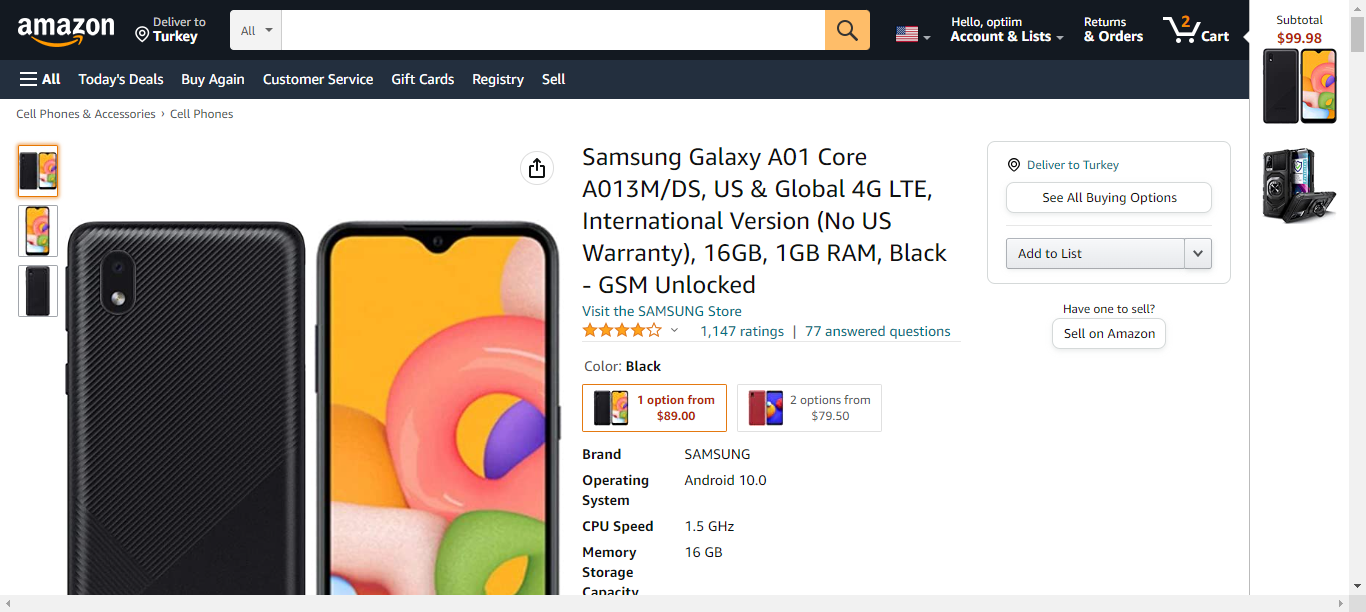 amazon
Deliver to
Turkey
All
Hello, optiim
Account & Lists
Returns
& Orders
2
Cart
Subtotal
$99.98
All
Today's Deals
Buy Again
Customer Service
Gift Cards
Registry
Sell
Cell Phones & Accessories › Cell Phones
Samsung Galaxy A01 Core
A013M/DS, US & Global 4G LTE,
International Version (No US
Warranty), 16GB, 1GB RAM, Black
- GSM Unlocked
Visit the SAMSUNG Store
1,147 ratings | 77 answered questions
Color: Black
1 option from
$89.00
2 options from
$79.50
Brand SAMSUNG
Operating Android 10.0
System
CPU Speed 1.5 GHz
Memory 16 GB
Storage
Capacity
Deliver to Turkey
See All Buying Options
Add to List
Have one to sell?
Sell on Amazon